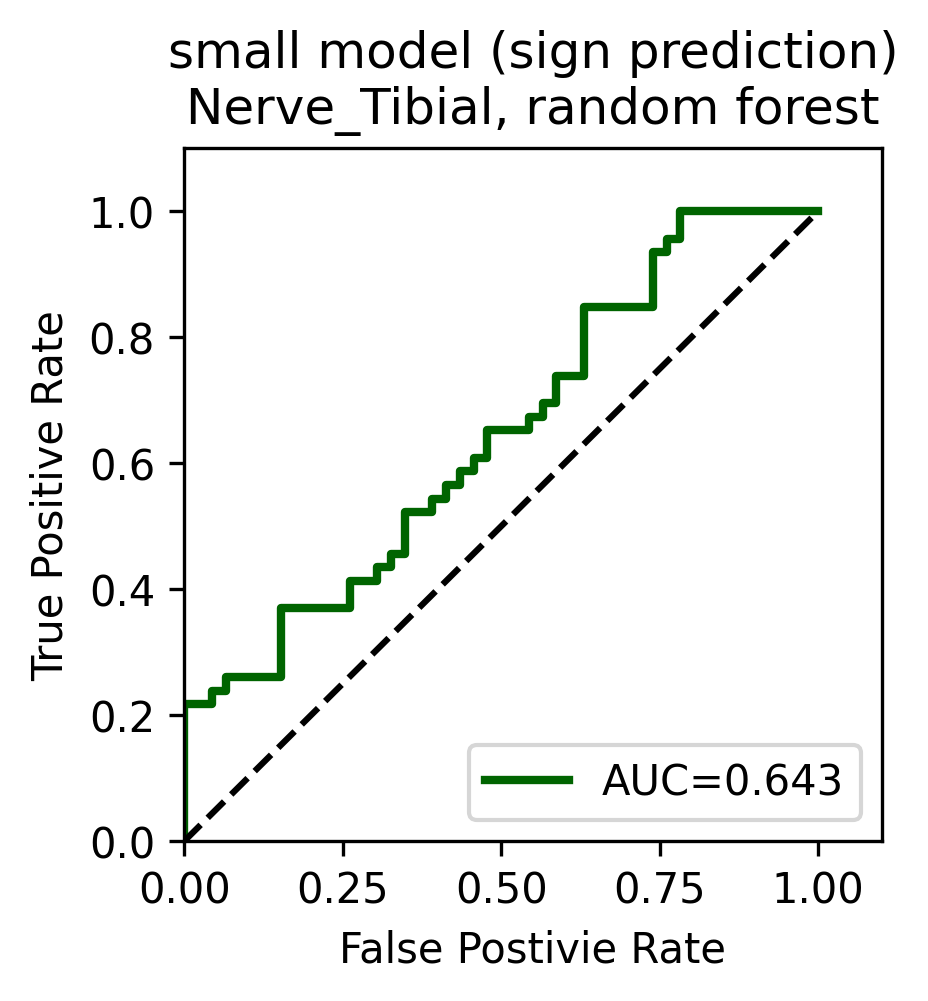 small model (sign prediction)
Nerve_Tibial, random forest
1.0
0.8
0.6
0.4
0.2
0.0
True Positive Rate
AUC=0.643
0.00 0.25 0.50 0.75 1.00
False Postivie Rate